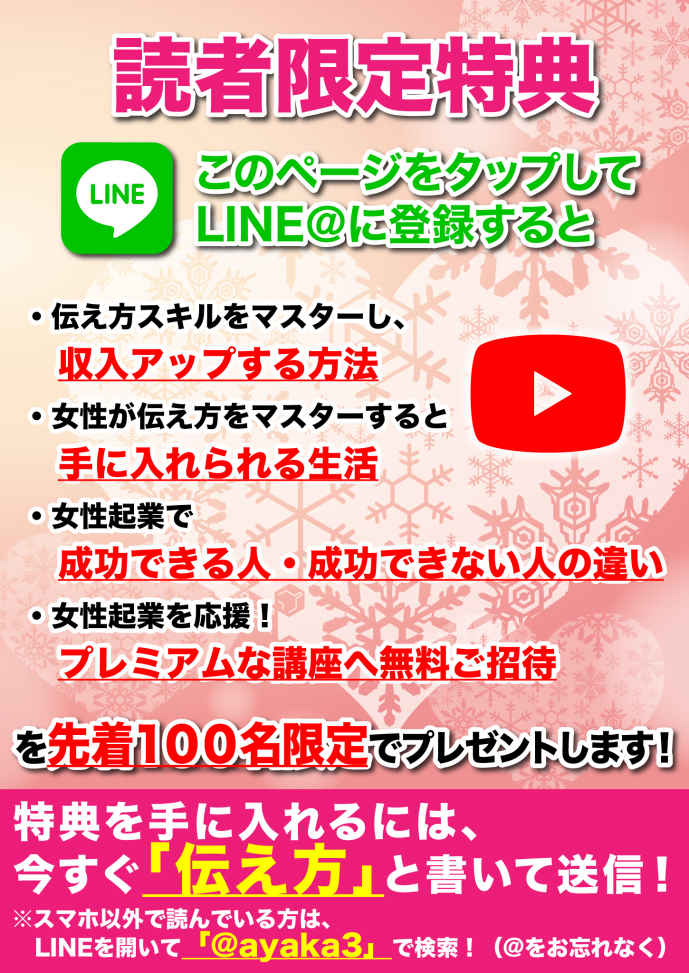 読者限定特典
LINE
このページをタップして
LINE@に登録すると
・伝え方スキルをマスターし、
収入アップする方法
・女性が伝え方をマスターすると
手に入れられる生活
・女性起業で
成功できる人・成功できない人の違い
・女性起業を応援！
プレミアムな講座へ無料ご招待
を先着100名限定でプレゼントします！
特典を手に入れるには、
今すぐ「伝え方」と書いて送信！
※スマホ以外で読んでいる方は、
LINEを開いて「@ayaka3」で検索！（@をお忘れなく）